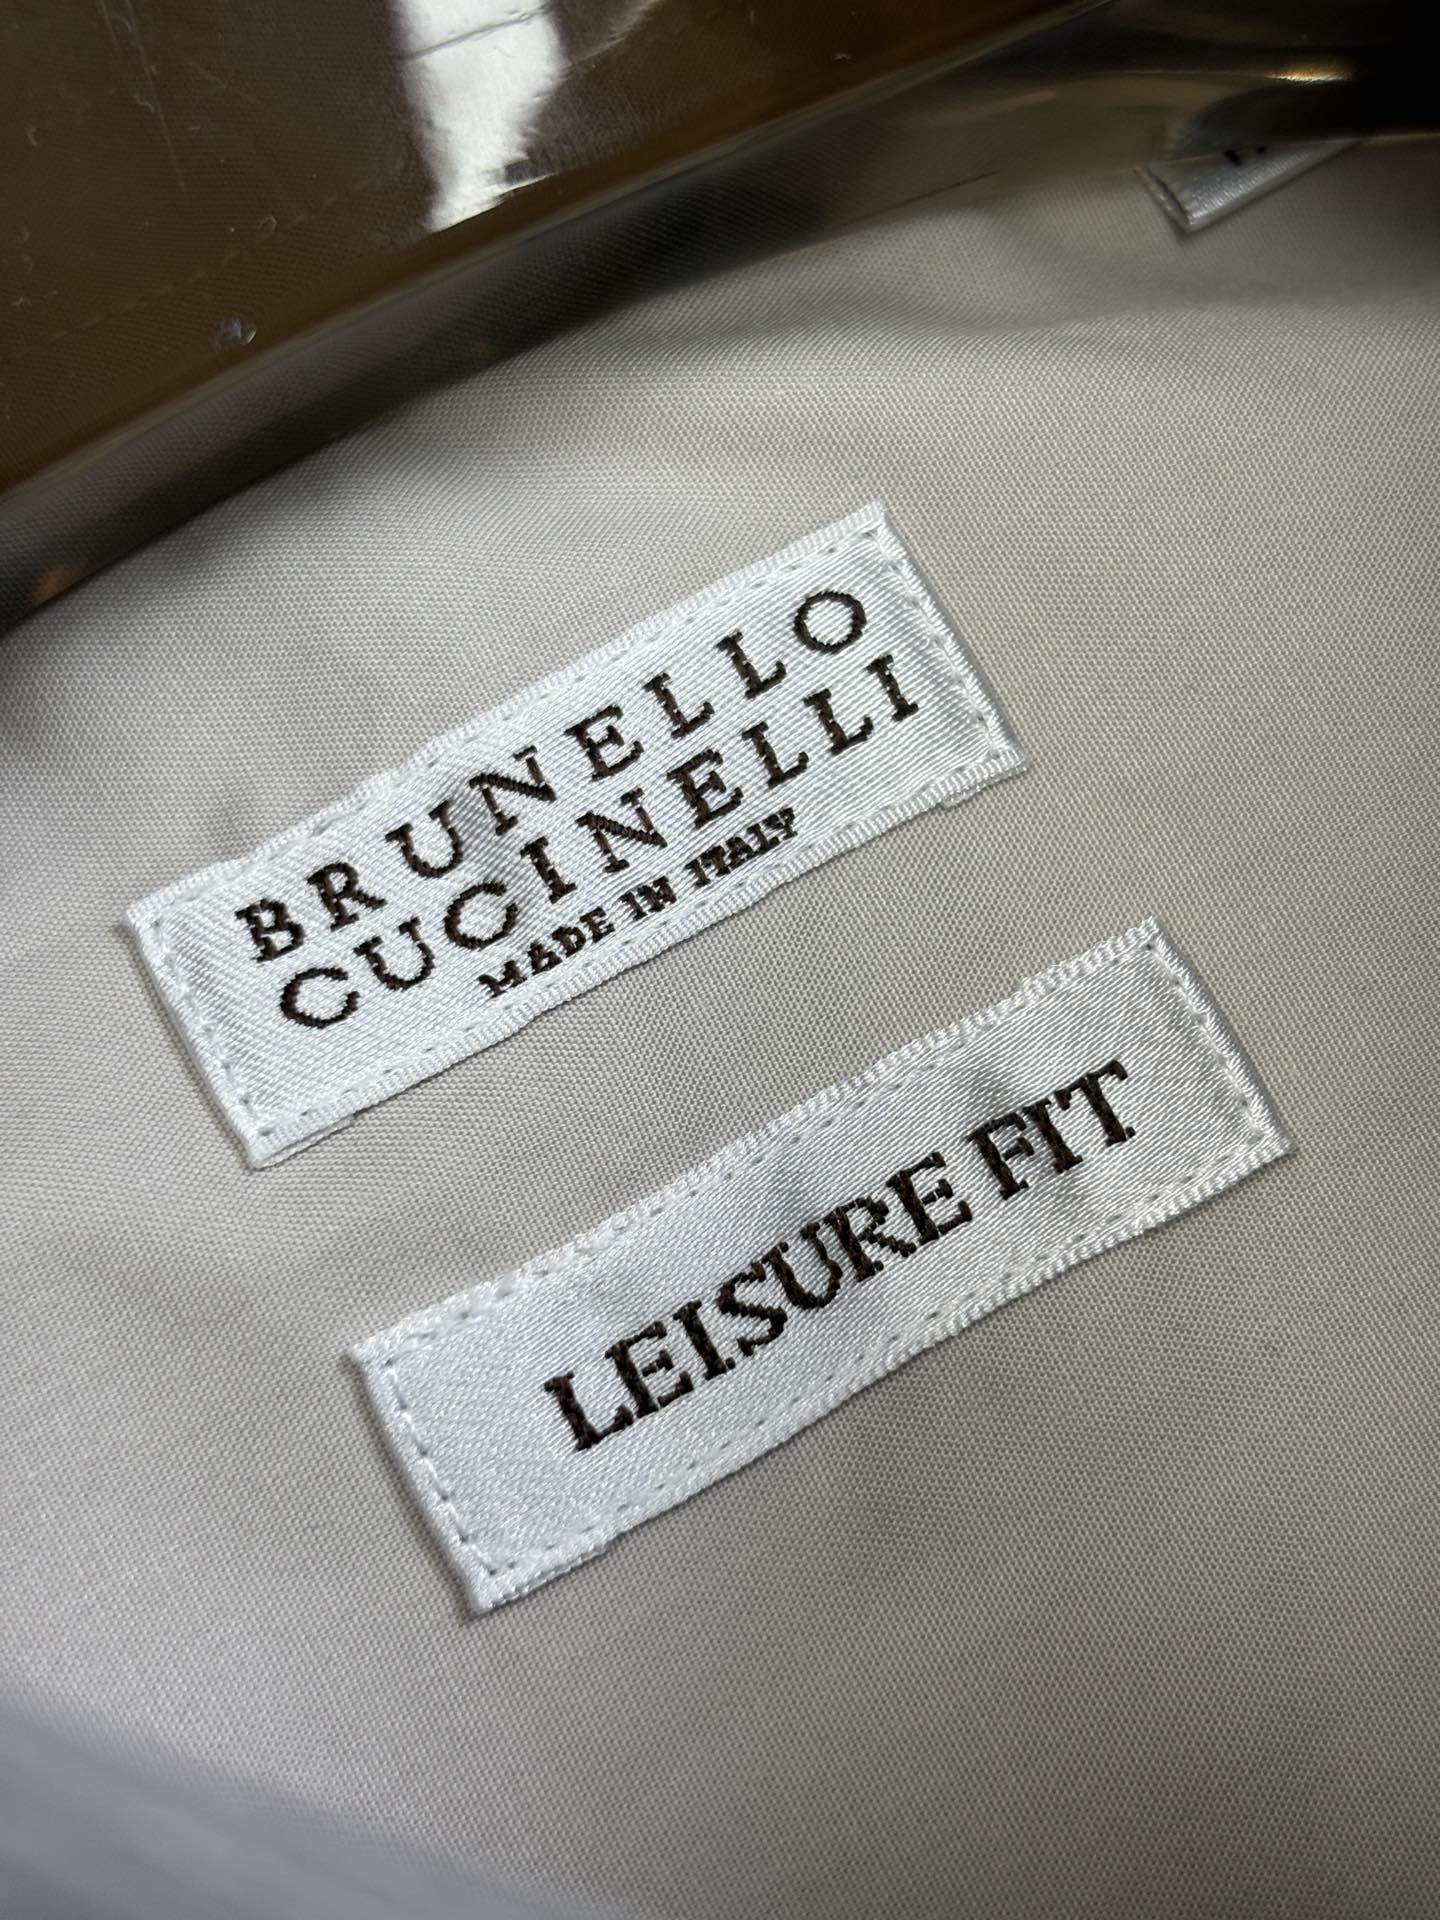 BRUNELLO
CUCINELLI
MADE IN ITALY
LEISURE FIT